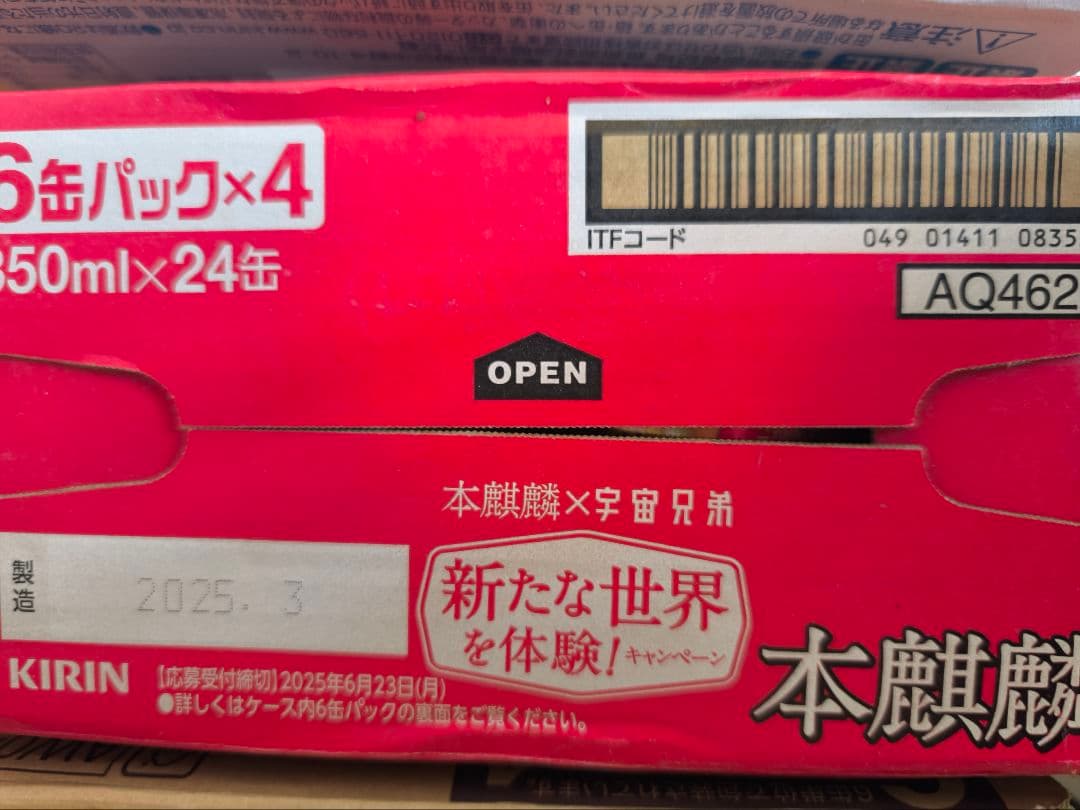 注意
6缶パック×4
350ml×24缶
ITFコード
049 01411 0835
AQ462
OPEN
本麒麟×宇宙兄弟
新たな世界
を体験!キャンペーン
製造
2025. 3
KIRIN
【応募受付締切】2025年6月23日(月)
●詳しくはケース内6缶パックの裏面をご覧ください。
本麒麟